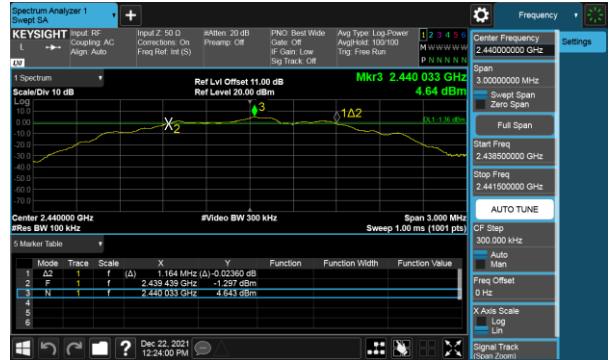 Spectrum Analyzer 1
Swept SA
Frequency
KEYSIGHT
Input: RF
Coupling: AC
Align: Auto
Input Z: 50 Ω
Corrections: On
Freq Ref: Int (S)
#Atten: 20 dB
Preamp: Off
PNO: Best Wide
Gate: Off
IF Gain: Low
Sig Track: Off
Avg Type: Log-Power
Avg|Hold: 100/100
Trig: Free Run
1 2 3 4 5 6
M W W W W W
P N N N N N
L
1 Spectrum
Scale/Div 10 dB
Ref Lvl Offset 11.00 dB
Ref Level 20.00 dBm
Mkr3 2.440 033 GHz
4.64 dBm
Log
10.0
0.00
-10.0
-20.0
-30.0
-40.0
-50.0
-60.0
-70.0
X2
3
1Δ2
DL1 -1.36 dBm
Center 2.440000 GHz
#Res BW 100 kHz
#Video BW 300 kHz
Span 3.000 MHz
Sweep 1.00 ms (1001 pts)
5 Marker Table
Mode Trace Scale X Y Function Function Width Function Value
1 Δ2 1 f (Δ) 1.164 MHz (Δ) -0.02360 dB
2 F 1 f 2.439 439 GHz -1.297 dBm
3 N 1 f 2.440 033 GHz 4.643 dBm
4
5
6
?
Dec 22, 2021
12:24:00 PM
Center Frequency
2.440000000 GHz
Settings
Span
3.00000000 MHz
Swept Span
Zero Span
Full Span
Start Freq
2.438500000 GHz
Stop Freq
2.441500000 GHz
AUTO TUNE
CF Step
300.000 kHz
Auto
Man
Freq Offset
0 Hz
X Axis Scale
Log
Lin
Signal Track
(Span Zoom)